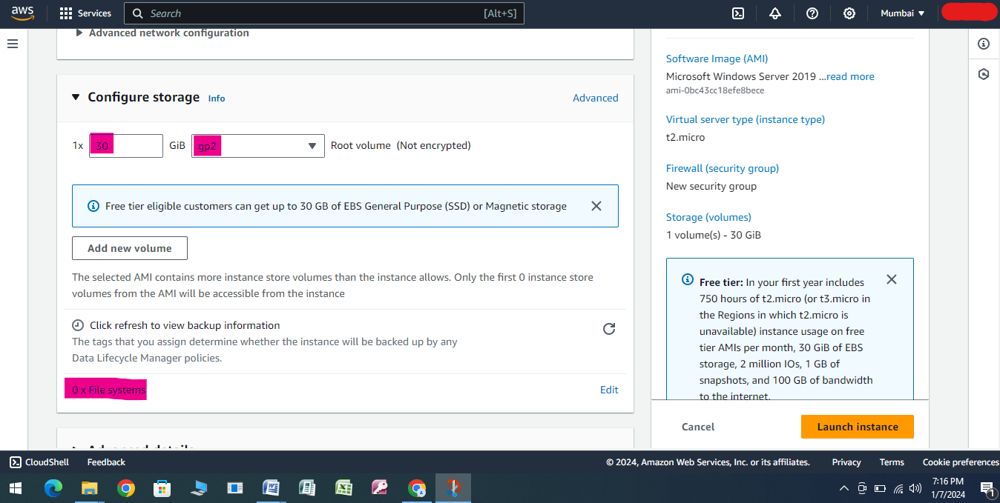 aws
Services
Search
[Alt+S]
Mumbai
Advanced network configuration
Configure storage Info
Advanced
1x 30 GiB gp2 Root volume (Not encrypted)
Free tier eligible customers can get up to 30 GB of EBS General Purpose (SSD) or Magnetic storage
Add new volume
The selected AMI contains more instance store volumes than the instance allows. Only the first 0 instance store
volumes from the AMI will be accessible from the instance
Click refresh to view backup information
The tags that you assign determine whether the instance will be backed up by any
Data Lifecycle Manager policies.
0 x File systems
Edit
Advanced details
Software Image (AMI)
Microsoft Windows Server 2019 ...read more
ami-0bc43cc18efe8bece
Virtual server type (instance type)
t2.micro
Firewall (security group)
New security group
Storage (volumes)
1 volume(s) - 30 GiB
Free tier: In your first year includes
750 hours of t2.micro (or t3.micro in
the Regions in which t2.micro is
unavailable) instance usage on free
tier AMIs per month, 30 GiB of EBS
storage, 2 million IOs, 1 GB of
snapshots, and 100 GB of bandwidth
to the internet.
Cancel
Launch instance
CloudShell
Feedback
© 2024, Amazon Web Services, Inc. or its affiliates.
Privacy
Terms
Cookie preferences
7:16 PM
1/7/2024
1